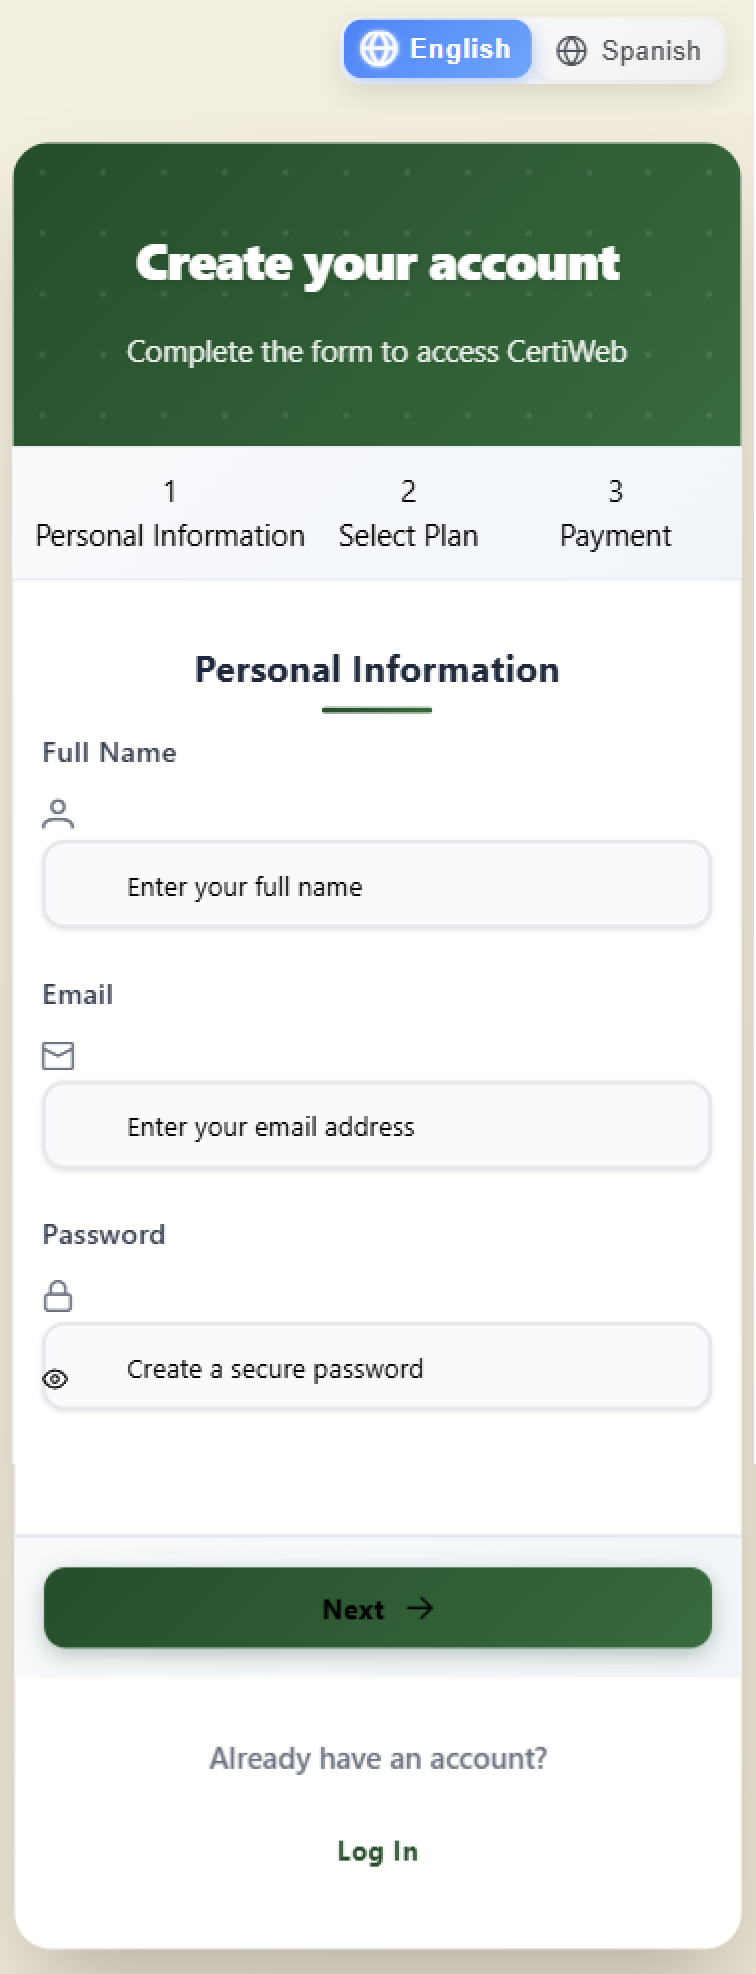 English
Spanish
Create your account
Complete the form to access CertiWeb
1
Personal Information
2
Select Plan
3
Payment
Personal Information
Full Name
Enter your full name
Email
Enter your email address
Password
Create a secure password
Next
Already have an account?
Log In